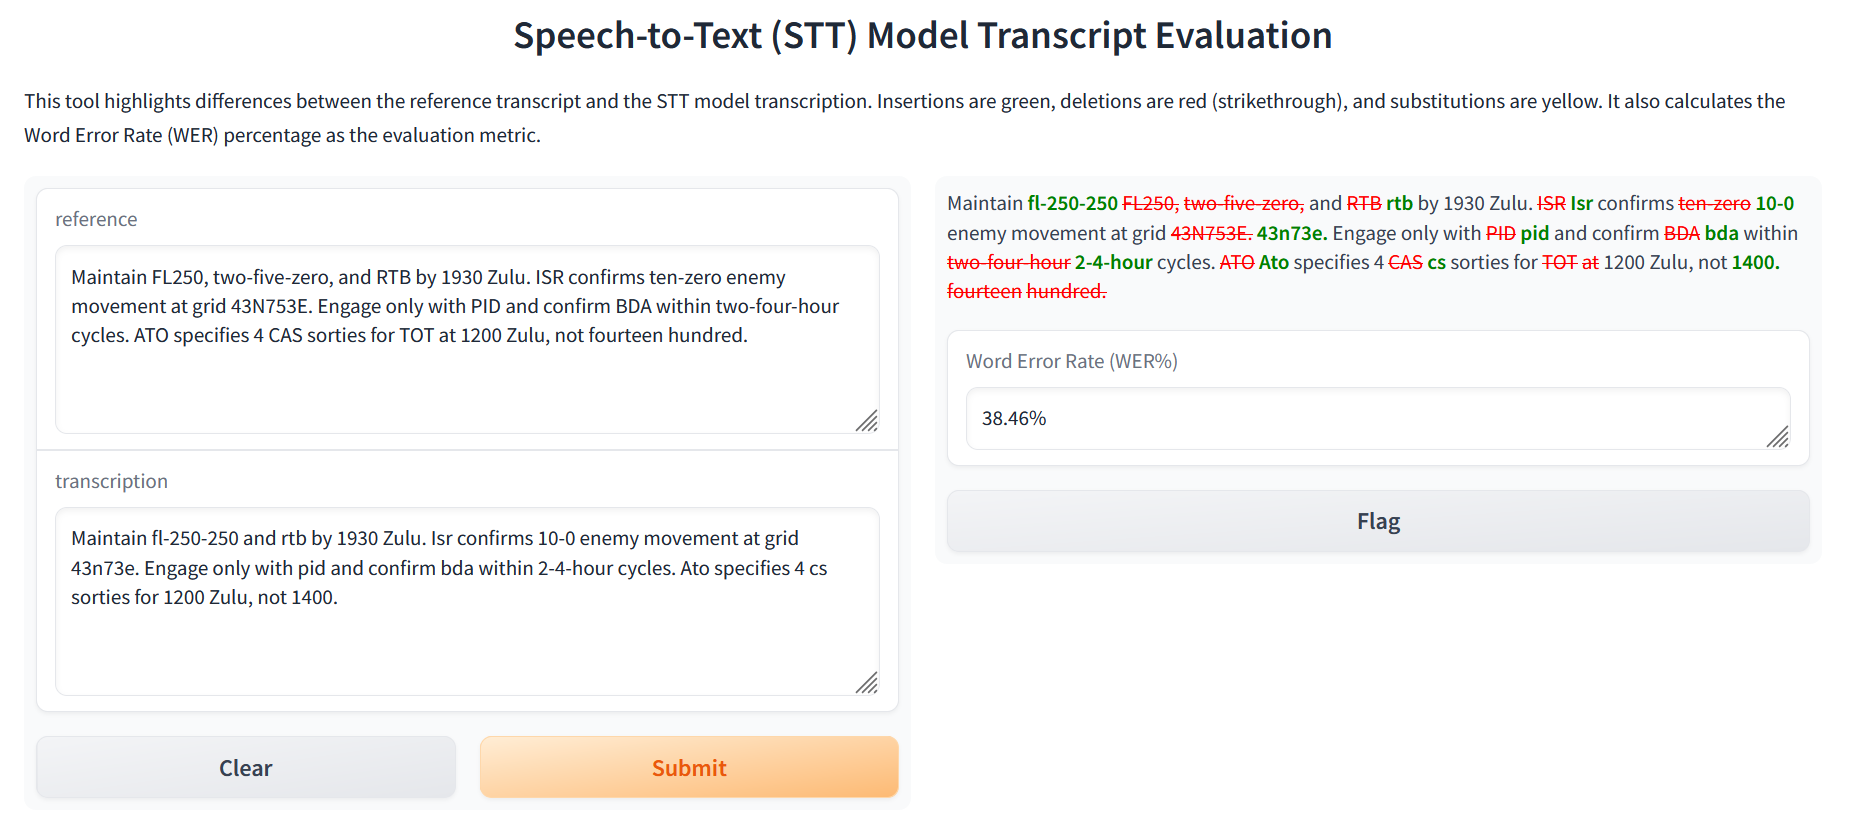 Speech-to-Text (STT) Model Transcript Evaluation
This tool highlights differences between the reference transcript and the STT model transcription. Insertions are green, deletions are red (strikethrough), and substitutions are yellow. It also calculates the
Word Error Rate (WER) percentage as the evaluation metric.
reference
Maintain FL250, two-five-zero, and RTB by 1930 Zulu. ISR confirms ten-zero enemy
movement at grid 43N753E. Engage only with PID and confirm BDA within two-four-hour
cycles. ATO specifies 4 CAS sorties for TOT at 1200 Zulu, not fourteen hundred.
transcription
Maintain fl-250-250 and rtb by 1930 Zulu. Isr confirms 10-0 enemy movement at grid
43n73e. Engage only with pid and confirm bda within 2-4-hour cycles. Ato specifies 4 cs
sorties for 1200 Zulu, not 1400.
Clear
Submit
Maintain fl-250-250 FL250, two-five-zero, and RTB rtb by 1930 Zulu. ISR Isr confirms ten-zero 10-0
enemy movement at grid 43N753E. 43n73e. Engage only with PID pid and confirm BDA bda within
two-four-hour 2-4-hour cycles. ATO Ato specifies 4 CAS cs sorties for TOT at 1200 Zulu, not 1400.
fourteen hundred.
Word Error Rate (WER%)
38.46%
Flag